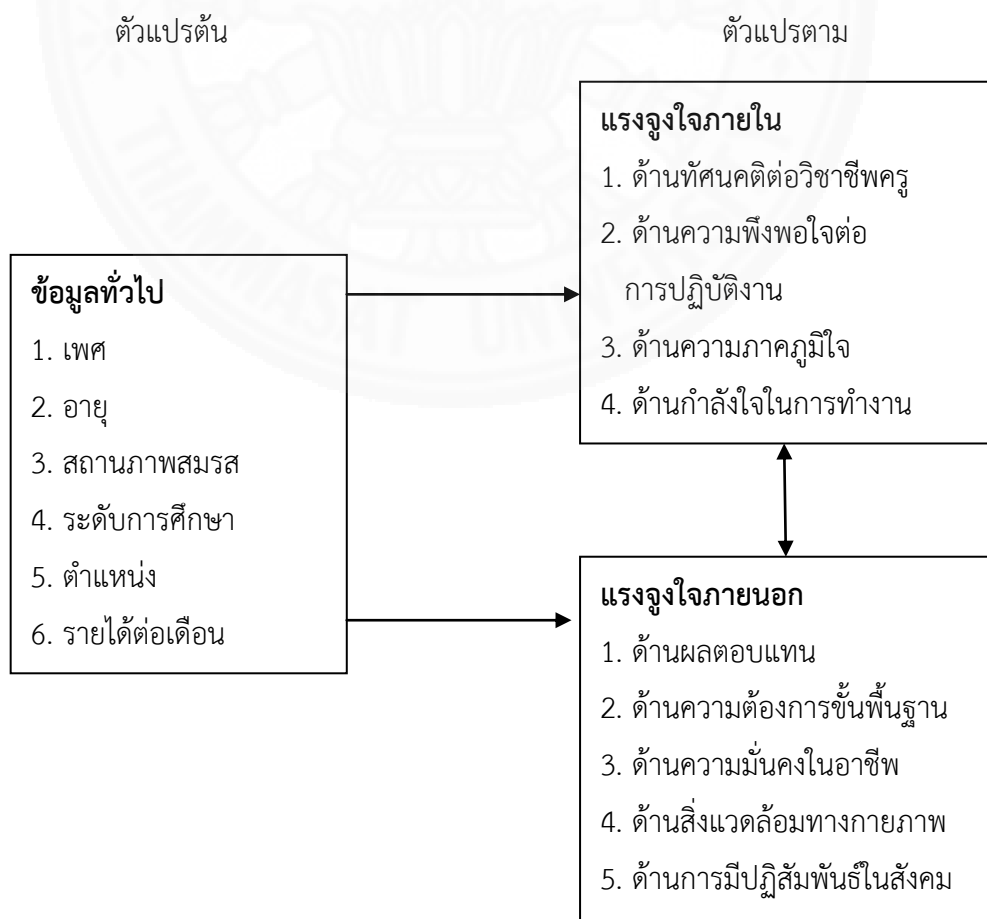 ตัวแปรต้น
ตัวแปรตาม
ข้อมูลทั่วไป
1. เพศ
2. อายุ
3. สถานภาพสมรส
4. ระดับการศึกษา
5. ตำแหน่ง
6. รายได้ต่อเดือน
แรงจูงใจภายใน
1. ด้านทัศนคติต่อวิชาชีพครู
2. ด้านความพึงพอใจต่อ
การปฏิบัติงาน
3. ด้านความภาคภูมิใจ
4. ด้านกำลังใจในการทำงาน
แรงจูงใจภายนอก
1. ด้านผลตอบแทน
2. ด้านความต้องการขั้นพื้นฐาน
3. ด้านความมั่นคงในอาชีพ
4. ด้านสิ่งแวดล้อมทางกายภาพ
5. ด้านการมีปฏิสัมพันธ์ในสังคม
THAMMASAT UNIVERSITY